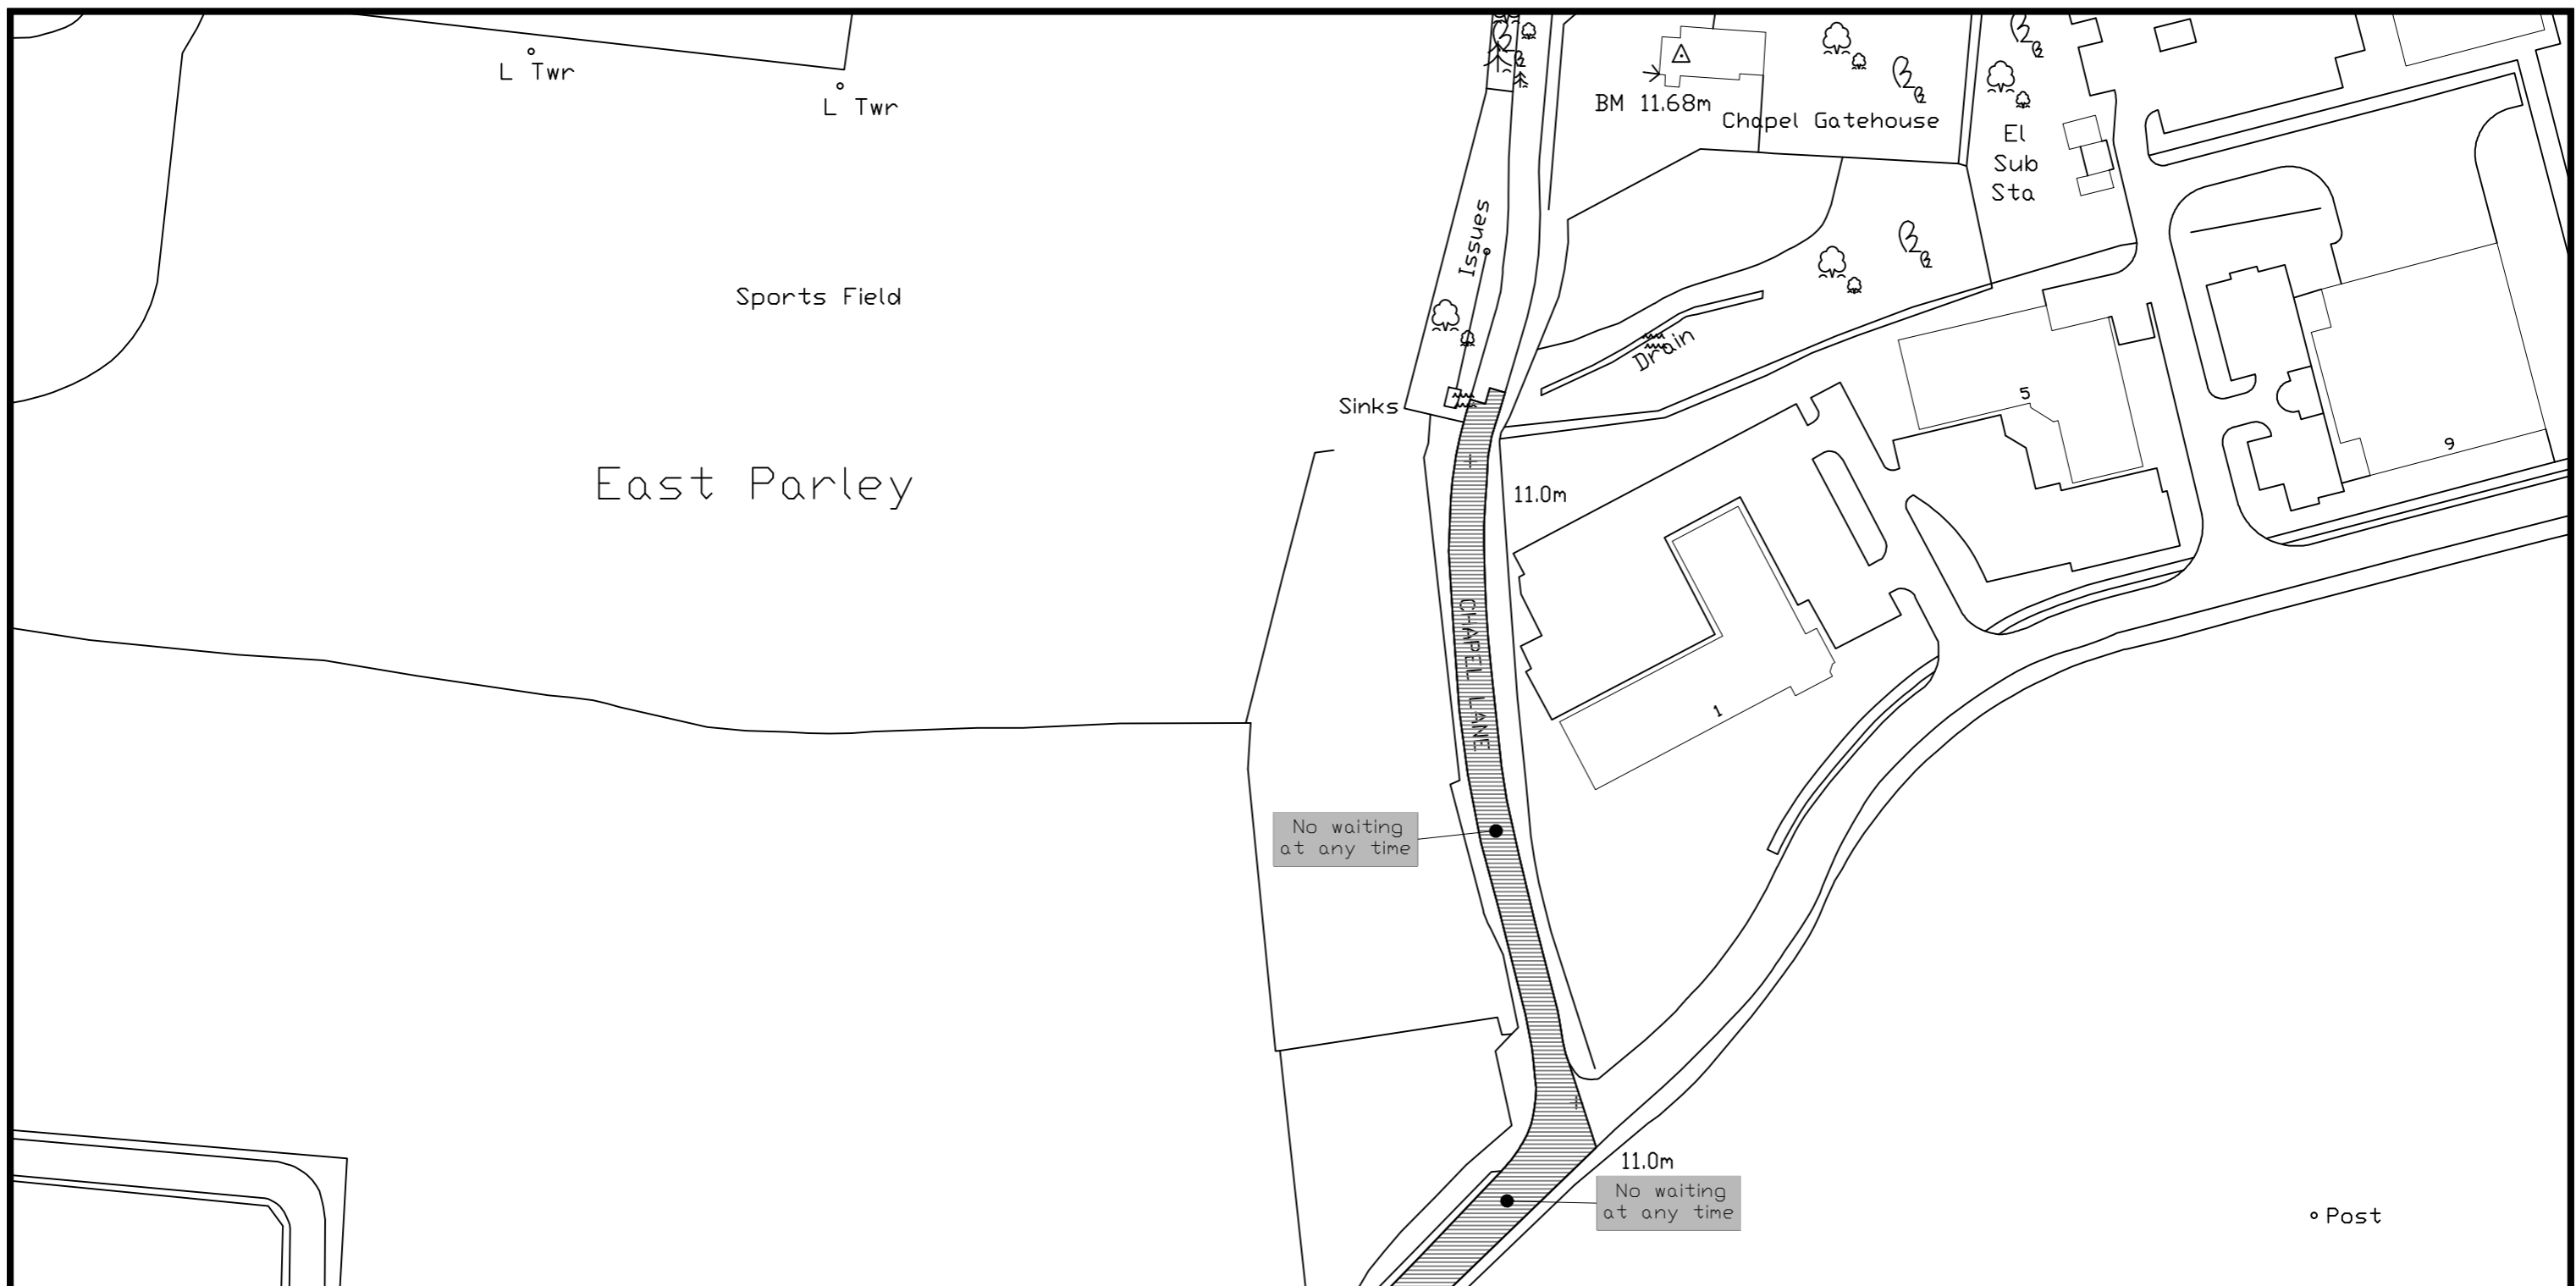 L Twr
L Twr
BM 11.68m
Chapel Gatehouse
El
Sub
Sta
Issues
Sports Field
Drain
Sinks
5
9
East Parley
11.0m
CHAPEL LANE
1
No waiting
at any time
11.0m
No waiting
at any time
Post